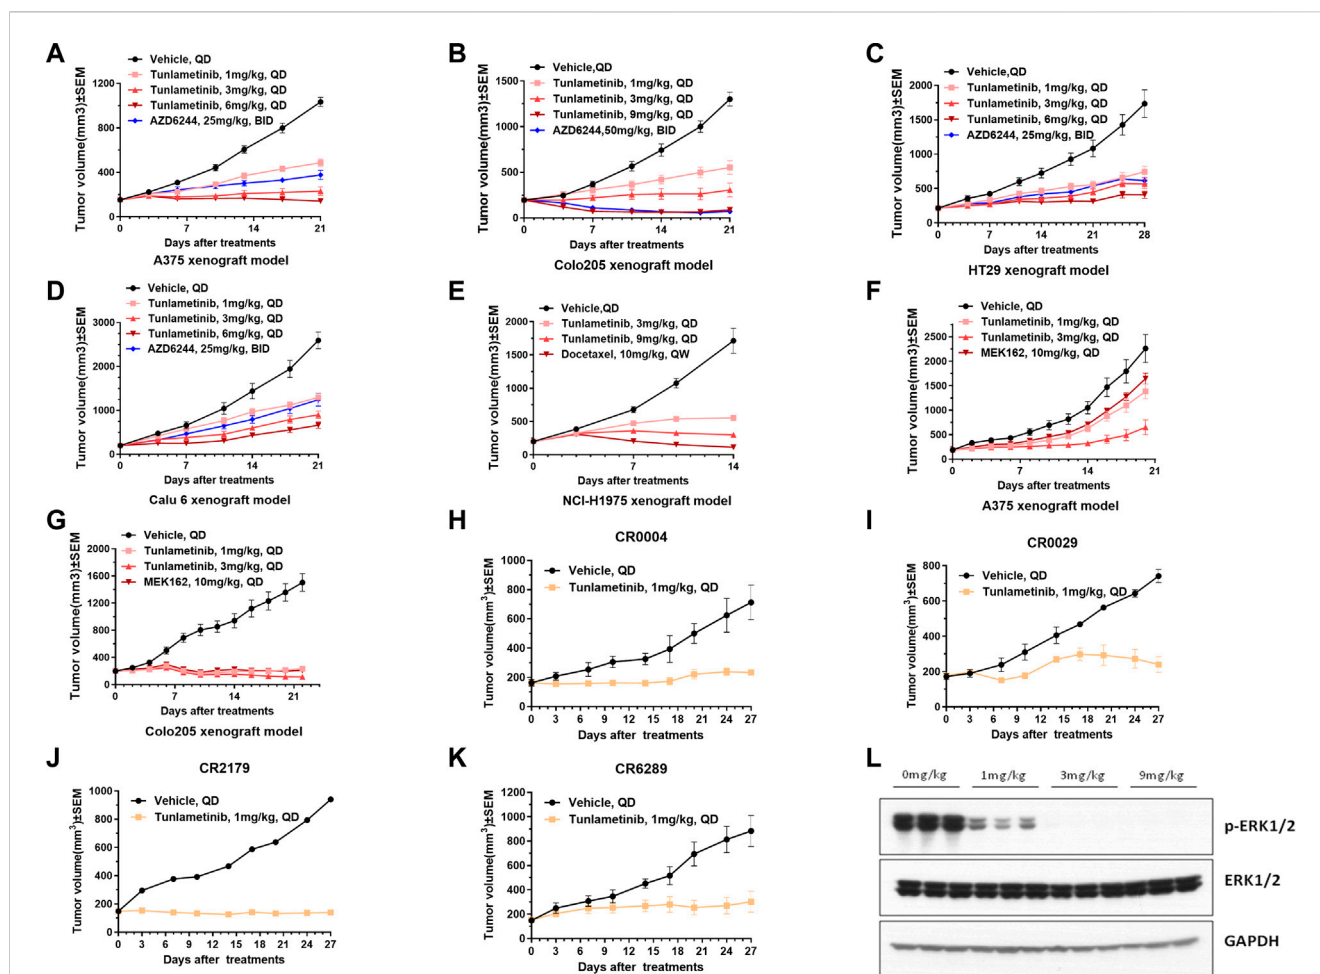 A
Vehicle, QD
Tunlametinib, 1mg/kg, QD
Tunlametinib, 3mg/kg, QD
Tunlametinib, 6mg/kg, QD
AZD6244, 25mg/kg, BID
Tumor volume(mm3)±SEM
1200
800
400
0
0
7
14
21
Days after treatments
A375 xenograft model
B
Vehicle,QD
Tunlametinib, 1mg/kg, QD
Tunlametinib, 3mg/kg, QD
Tunlametinib, 9mg/kg, QD
AZD6244,50mg/kg, BID
Tumor volume(mm3)±SEM
1500
1000
500
0
0
7
14
21
Days after treatments
Colo205 xenograft model
C
Vehicle,QD
Tunlametinib, 1mg/kg, QD
Tunlametinib, 3mg/kg, QD
Tunlametinib, 6mg/kg, QD
AZD6244, 25mg/kg, BID
Tumor volume(mm3)±SEM
2000
1500
1000
500
0
0
7
14
21
28
Days after treatments
HT29 xenograft model
D
Vehicle, QD
Tunlametinib, 1mg/kg, QD
Tunlametinib, 3mg/kg, QD
Tunlametinib, 6mg/kg, QD
AZD6244, 25mg/kg, BID
Tumor volume(mm3)±SEM
3000
2000
1000
0
0
7
14
21
Days after treatments
Calu 6 xenograft model
E
Vehicle,QD
Tunlametinib, 3mg/kg, QD
Tunlametinib, 9mg/kg, QD
Docetaxel, 10mg/kg, QW
Tumor volume(mm3)±SEM
2000
1500
1000
500
0
0
7
14
Days after treatments
NCI-H1975 xenograft model
F
Vehicle, QD
Tunlametinib, 1mg/kg, QD
Tunlametinib, 3mg/kg, QD
MEK162, 10mg/kg, QD
Tumor volume(mm3)±SEM
2500
2000
1500
1000
500
0
0
7
14
21
Days after treatments
A375 xenograft model
G
Vehicle, QD
Tunlametinib, 1mg/kg, QD
Tunlametinib, 3mg/kg, QD
MEK162, 10mg/kg, QD
Tumor volume(mm3)±SEM
2000
1600
1200
800
400
0
0
7
14
21
Days after treatments
Colo205 xenograft model
H
CR0004
Vehicle, QD
Tunlametinib, 1mg/kg, QD
Tumor volume(mm³)±SEM
1000
800
600
400
200
0
0 3 6 9 12 15 18 21 24 27
Days after treatments
I
CR0029
Vehicle, QD
Tunlametinib, 1mg/kg, QD
Tumor volume(mm³)±SEM
800
600
400
200
0
0 3 6 9 12 15 18 21 24 27
Days after treatments
J
CR2179
Vehicle, QD
Tunlametinib, 1mg/kg, QD
Tumor volume(mm³)±SEM
1000
800
600
400
200
0
0 3 6 9 12 15 18 21 24 27
Days after treatments
K
CR6289
Vehicle, QD
Tunlametinib, 1mg/kg, QD
Tumor volume(mm³)±SEM
1200
1000
800
600
400
200
0
0 3 6 9 12 15 18 21 24 27
Days after treatments
L
0mg/kg 1mg/kg 3mg/kg 9mg/kg
p-ERK1/2
ERK1/2
GAPDH